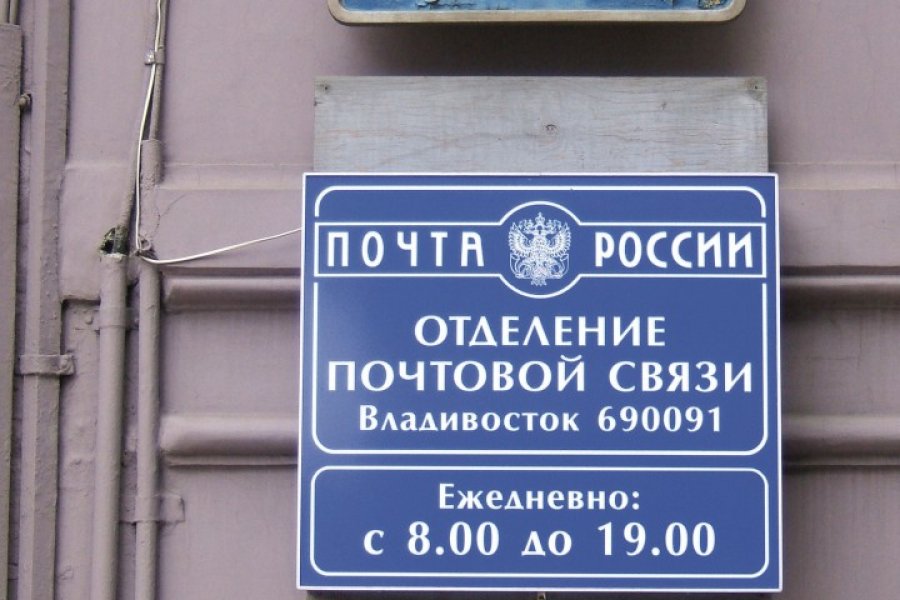 ПОЧТА РОССИИ
ОТДЕЛЕНИЕ
ПОЧТОВОЙ СВЯЗИ
Владивосток 690091
Ежедневно:
с 8.00 до 19.00